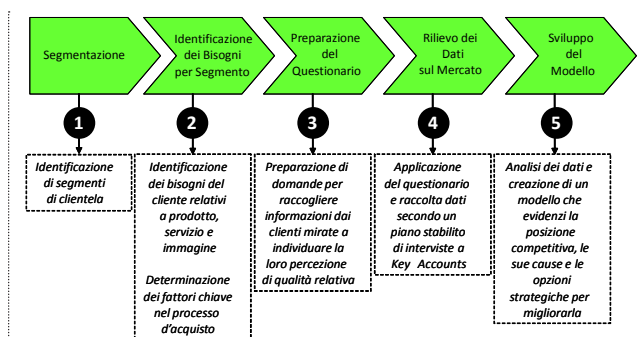 Segmentazione
Identificazione
dei Bisogni
per Segmento
Preparazione
del
Questionario
Rilievo dei
Dati
sul Mercato
Sviluppo
del
Modello
1
2
3
4
5
Identificazione
di segmenti
di clientela
Identificazione
dei bisogni del
cliente relativi
a prodotto,
servizio e
immagine
Determinazione
dei fattori chiave
nel processo
d'acquisto
Preparazione di
domande per
raccogliere
informazioni dai
clienti mirate a
individuare la
loro percezione
di qualità relativa
Applicazione
del questionario
e raccolta dati
secondo un
piano stabilito
di interviste a
Key Accounts
Analisi dei dati e
creazione di un
modello che
evidenzi la
posizione
competitiva, le
sue cause e le
opzioni
strategiche per
migliorarla